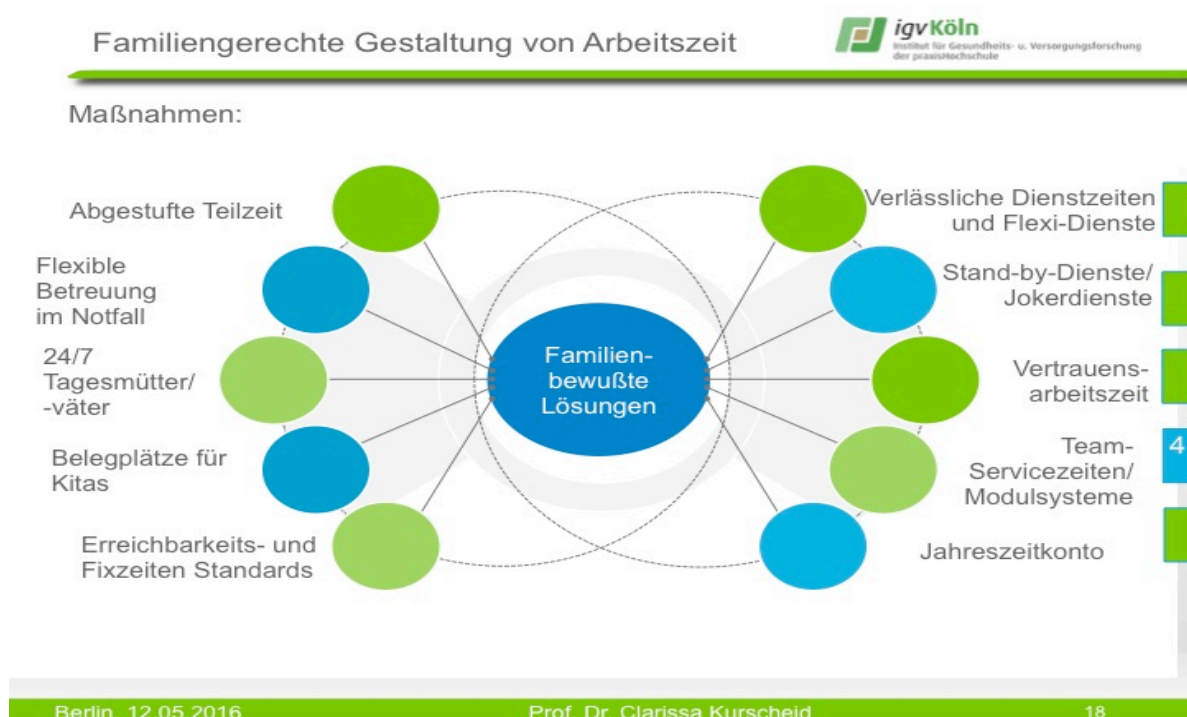 Familiengerechte Gestaltung von Arbeitszeit
igvKöln
Institut für Gesundheits- u. Versorgungsforschung
der praxisHochschule
Maßnahmen:
Abgestufte Teilzeit
Flexible
Betreuung
im Notfall
24/7
Tagesmütter/
-väter
Belegplätze für
Kitas
Erreichbarkeits- und
Fixzeiten Standards
Familien-
bewußte
Lösungen
Verlässliche Dienstzeiten
und Flexi-Dienste
Stand-by-Dienste/
Jokerdienste
Vertrauens-
arbeitszeit
Team-
Servicezeiten/
Modulsysteme
4
Jahreszeitkonto
Berlin, 12.05.2016
Prof. Dr. Clarissa Kurscheid
18